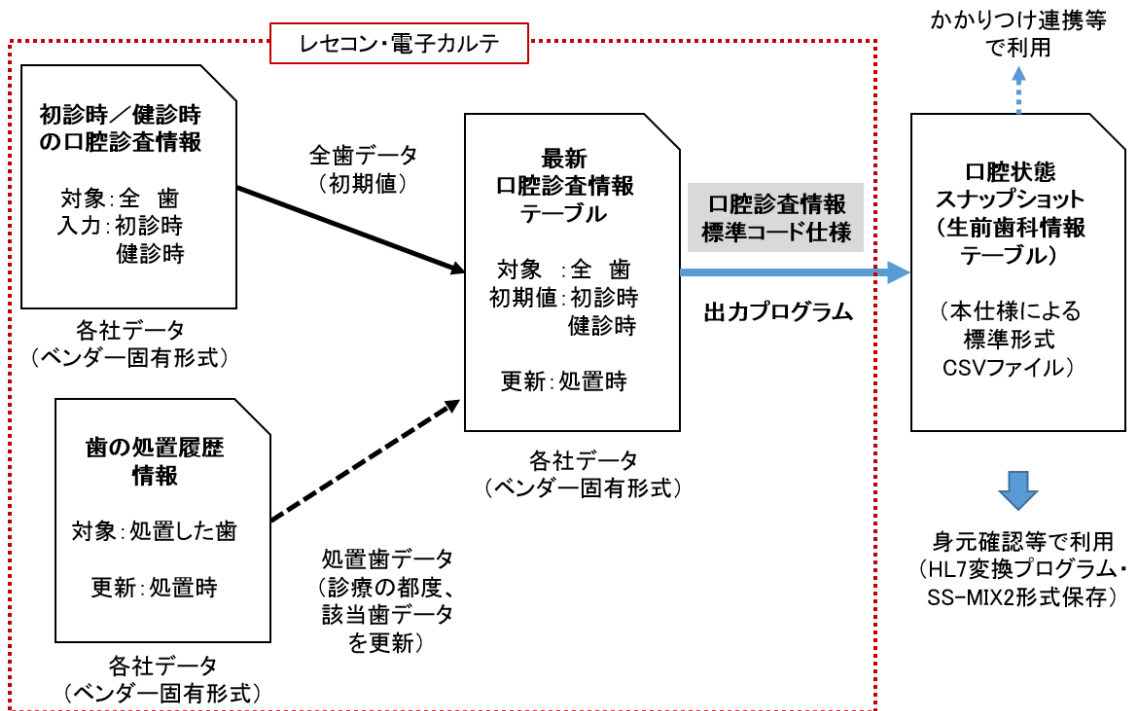 レセコン・電子カルテ
初診時／健診時
の口腔診査情報
対象：全　歯
入力：初診時
健診時
各社データ
（ベンダー固有形式）
全歯データ
（初期値）
歯の処置履歴
情報
対象：処置した歯
更新：処置時
各社データ
（ベンダー固有形式）
処置歯データ
（診療の都度、
該当歯データ
を更新）
最新
口腔診査情報
テーブル
対象　：全　歯
初期値：初診時
健診時
更新：処置時
各社データ
（ベンダー固有形式）
口腔診査情報
標準コード仕様
出力プログラム
かかりつけ連携等
で利用
口腔状態
スナップショット
（生前歯科情報
テーブル）
（本仕様による
標準形式
CSVファイル）
身元確認等で利用
（HL7変換プログラム・
SS-MIX2形式保存）